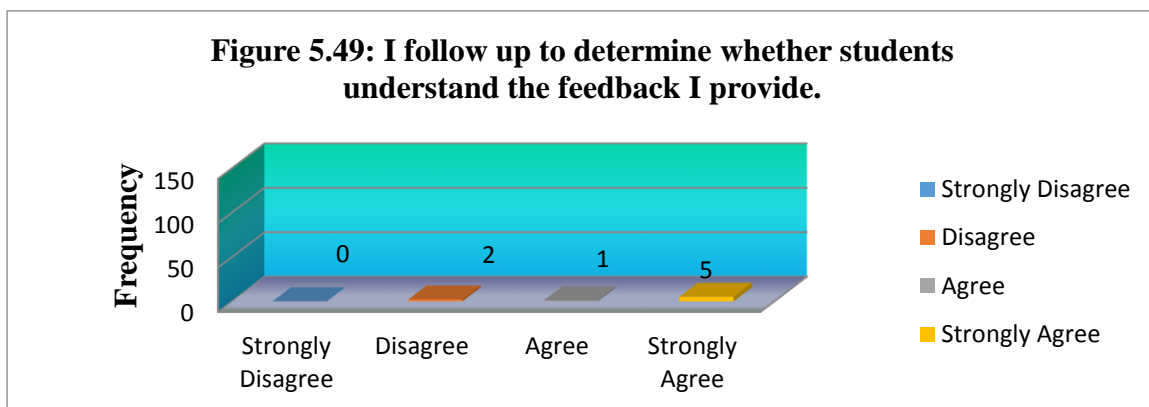 Figure 5.49: I follow up to determine whether students
understand the feedback I provide.
Frequency
150
100
50
0
0
2
1
5
Strongly
Disagree
Disagree
Agree
Strongly
Agree
Strongly Disagree
Disagree
Agree
Strongly Agree